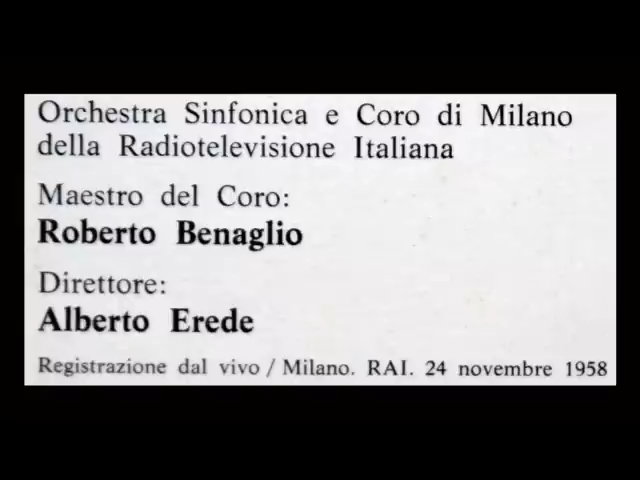 Orchestra Sinfonica e Coro di Milano
della Radiotelevisione Italiana
Maestro del Coro:
Roberto Benaglio
Direttore:
Alberto Erede
Registrazione dal vivo / Milano. RAI. 24 novembre 1958